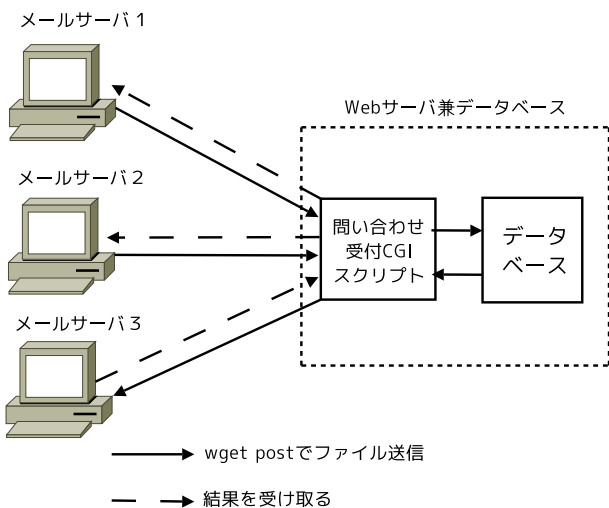 メールサーバ1
Webサーバ兼データベース
メールサーバ2
問い合わせ
受付CGI
スクリプト
データ
ベース
メールサーバ3
wget postでファイル送信
結果を受け取る